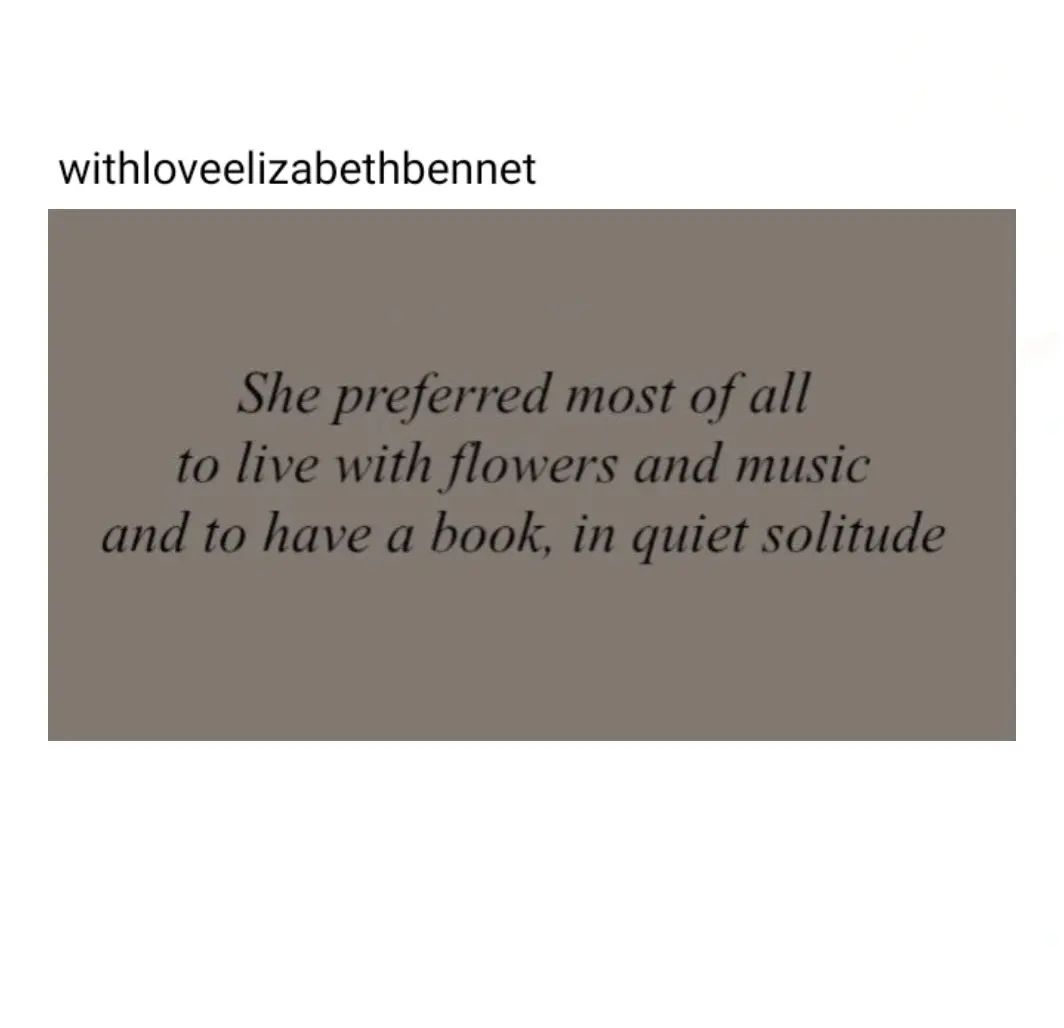 withloveelizabethbennet
She preferred most of all
to live with flowers and music
and to have a book, in quiet solitude